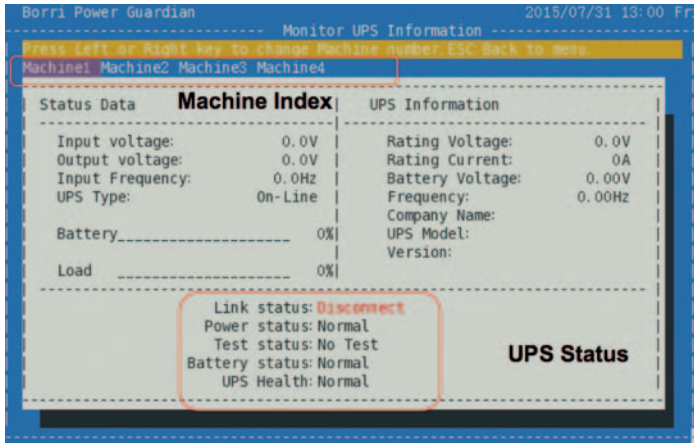 Borri Power Guardian 2015/07/31 13:00 Fr
Monitor UPS Information
Press Left or Right key to change Machine number ESC Back to menu.
Machine1 Machine2 Machine3 Machine4
Machine Index
Status Data
UPS Information
Input voltage: 0.0V
Output voltage: 0.0V
Input Frequency: 0.0Hz
UPS Type: On-Line
Battery 0%
Load 0%
Rating Voltage: 0.0V
Rating Current: 0A
Battery Voltage: 0.00V
Frequency: 0.00Hz
Company Name:
UPS Model:
Version:
Link status: Disconnect
Power status: Normal
Test status: No Test
Battery status: Normal
UPS Health: Normal
UPS Status